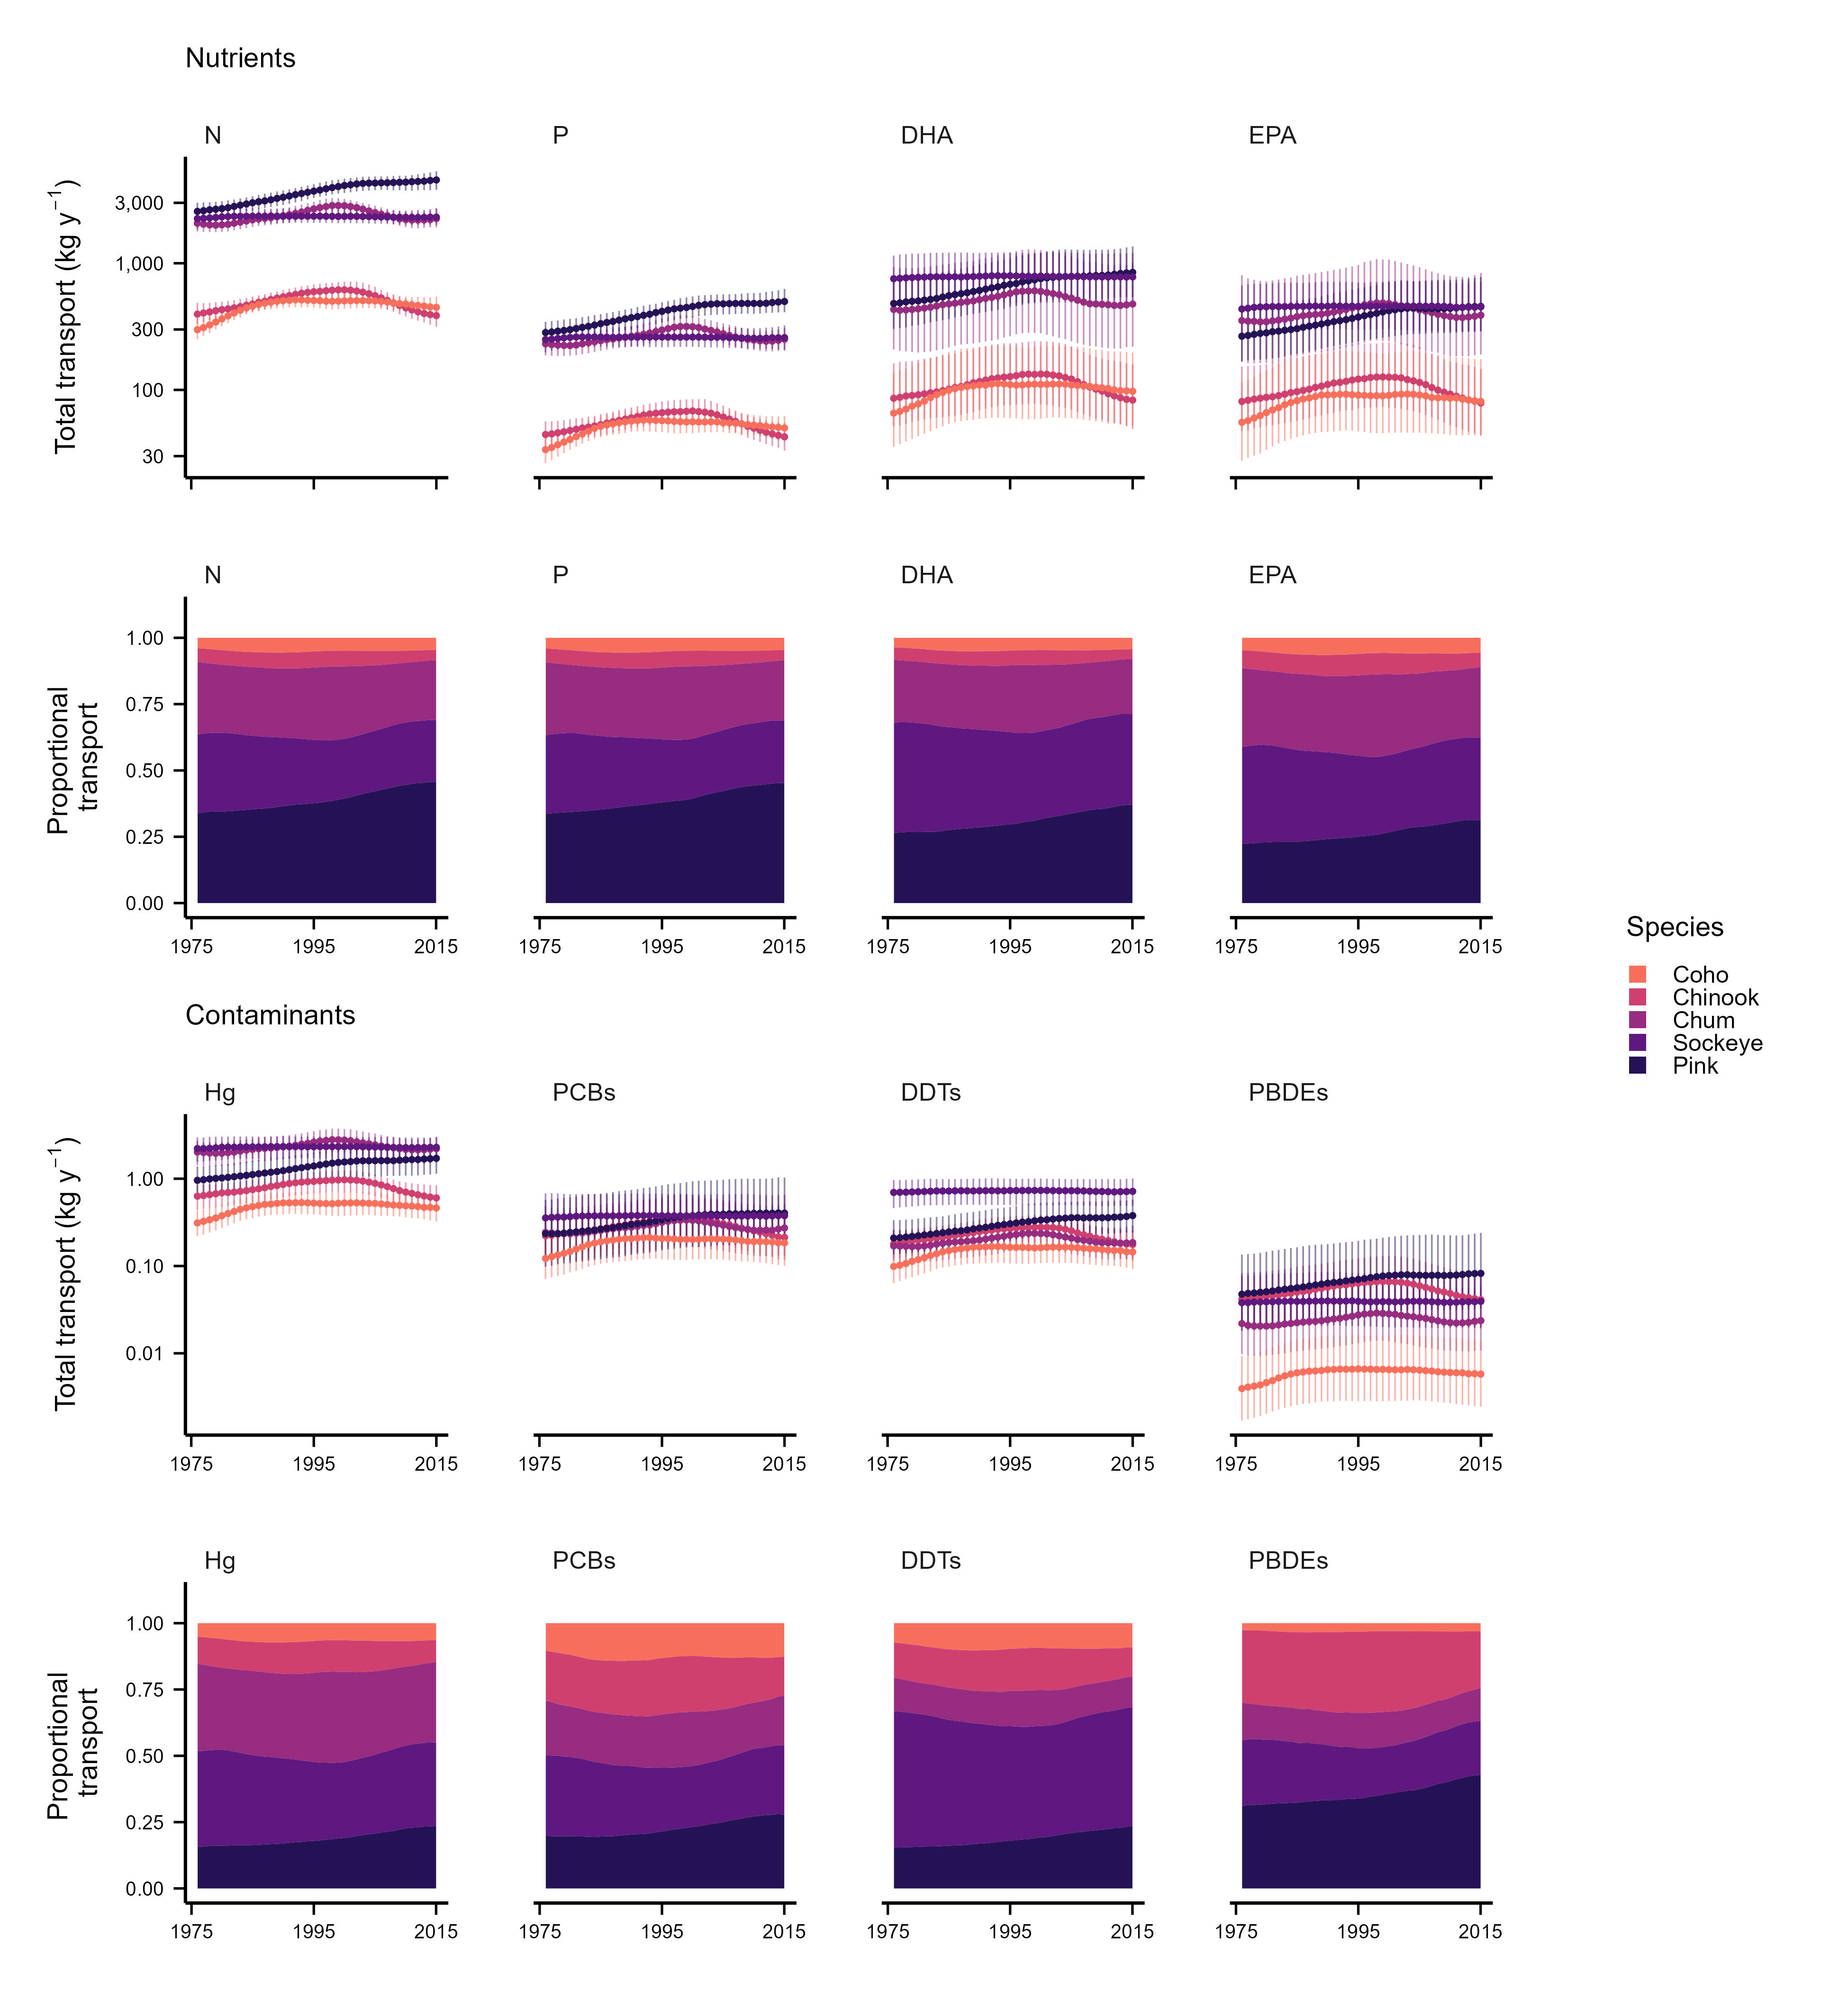 Nutrients
N P DHA EPA
Total transport (kg y⁻¹)
3,000
1,000
300
100
30
N P DHA EPA
Proportional
transport
1.00
0.75
0.50
0.25
0.00
1975 1995 2015 1975 1995 2015 1975 1995 2015 1975 1995 2015
Species
Coho
Chinook
Chum
Sockeye
Pink
Contaminants
Hg PCBs DDTs PBDEs
Total transport (kg y⁻¹)
1.00
0.10
0.01
1975 1995 2015 1975 1995 2015 1975 1995 2015 1975 1995 2015
Hg PCBs DDTs PBDEs
Proportional
transport
1.00
0.75
0.50
0.25
0.00
1975 1995 2015 1975 1995 2015 1975 1995 2015 1975 1995 2015